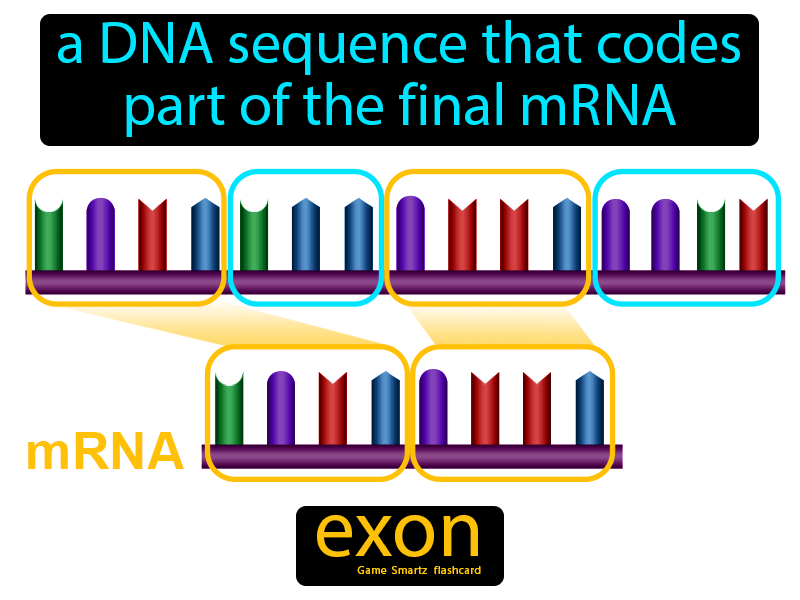 a DNA sequence that codes
part of the final mRNA
mRNA
exon
Game Smartz flashcard